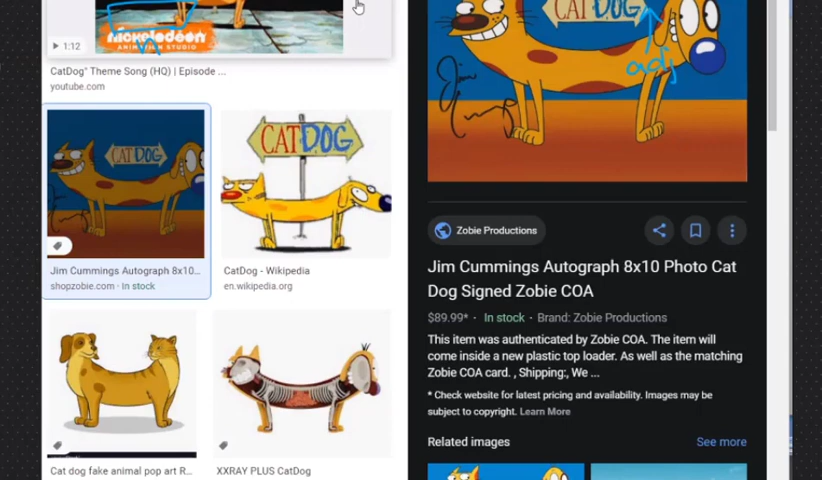 nickelodeon
ANIMATION STUDIO
1:12
CatDog" Theme Song (HQ) | Episode ...
youtube.com
CATDOG
Jim Cummings Autograph 8x10...
shopzobie.com · In stock
CATDOG
CatDog - Wikipedia
en.wikipedia.org
Cat dog fake animal pop art R...
XXRAY PLUS CatDog
CATDOG
adj
Jim
Zobie Productions
Jim Cummings Autograph 8x10 Photo Cat
Dog Signed Zobie COA
$89.99* · In stock · Brand: Zobie Productions
This item was authenticated by Zobie COA. The item will
come inside a new plastic top loader. As well as the matching
Zobie COA card. , Shipping:, We ...
* Check website for latest pricing and availability. Images may be
subject to copyright. Learn More
Related images
See more